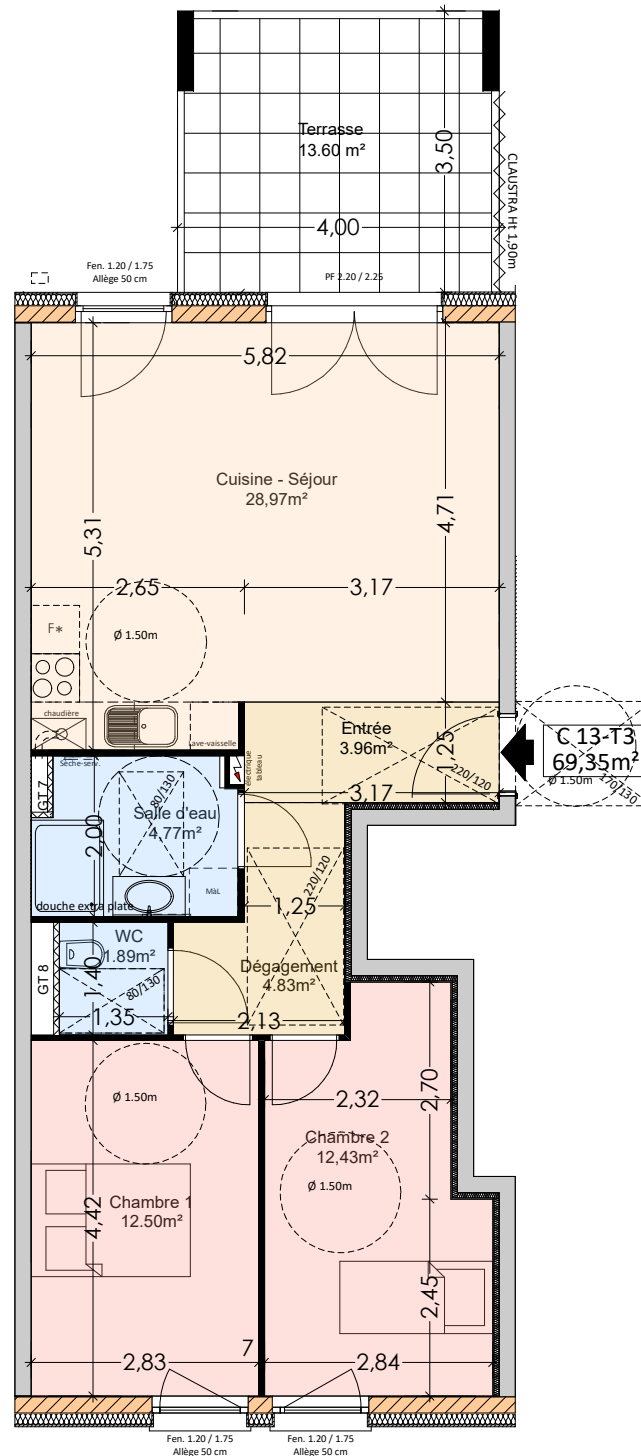 Terrasse
13.60 m²
3,50
CLAUSTRA Ht 1,90m
4,00
Fen. 1.20 / 1.75
Allège 50 cm
PF 2.20 / 2.25
5,82
Cuisine - Séjour
28,97m²
5,31
4,71
2,65
3,17
F*
Ø 1.50m
chaudière
Lave-vaisselle
Entrée
3.96m²
1,25
220/120
C 13-T3
69,35m²
Ø 1.50m
170/130
Sèche-serv.
électrique
tableau
3,17
GT 7
80/130
Salle d'eau
4.77m²
2,00
MàL
douche extra plate
220/120
1,25
WC
1.89m²
GT 8
1,40
80/130
Dégagement
4.83m²
1,35
2,13
Ø 1.50m
2,32
2,70
Chambre 2
12,43m²
Ø 1.50m
Chambre 1
12.50m²
4,42
2,45
7
2,83
2,84
Fen. 1.20 / 1.75
Allège 50 cm
Fen. 1.20 / 1.75
Allège 50 cm